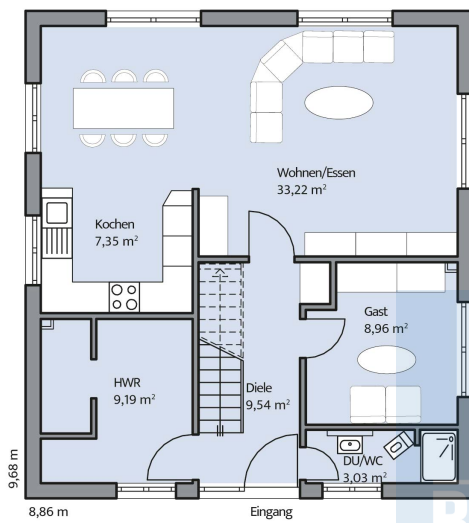 Wohnen/Essen
33,22 m²
Kochen
7,35 m²
Gast
8,96 m²
HWR
9,19 m²
Diele
9,54 m²
DU/WC
3,03 m²
9,68 m
8,86 m
Eingang